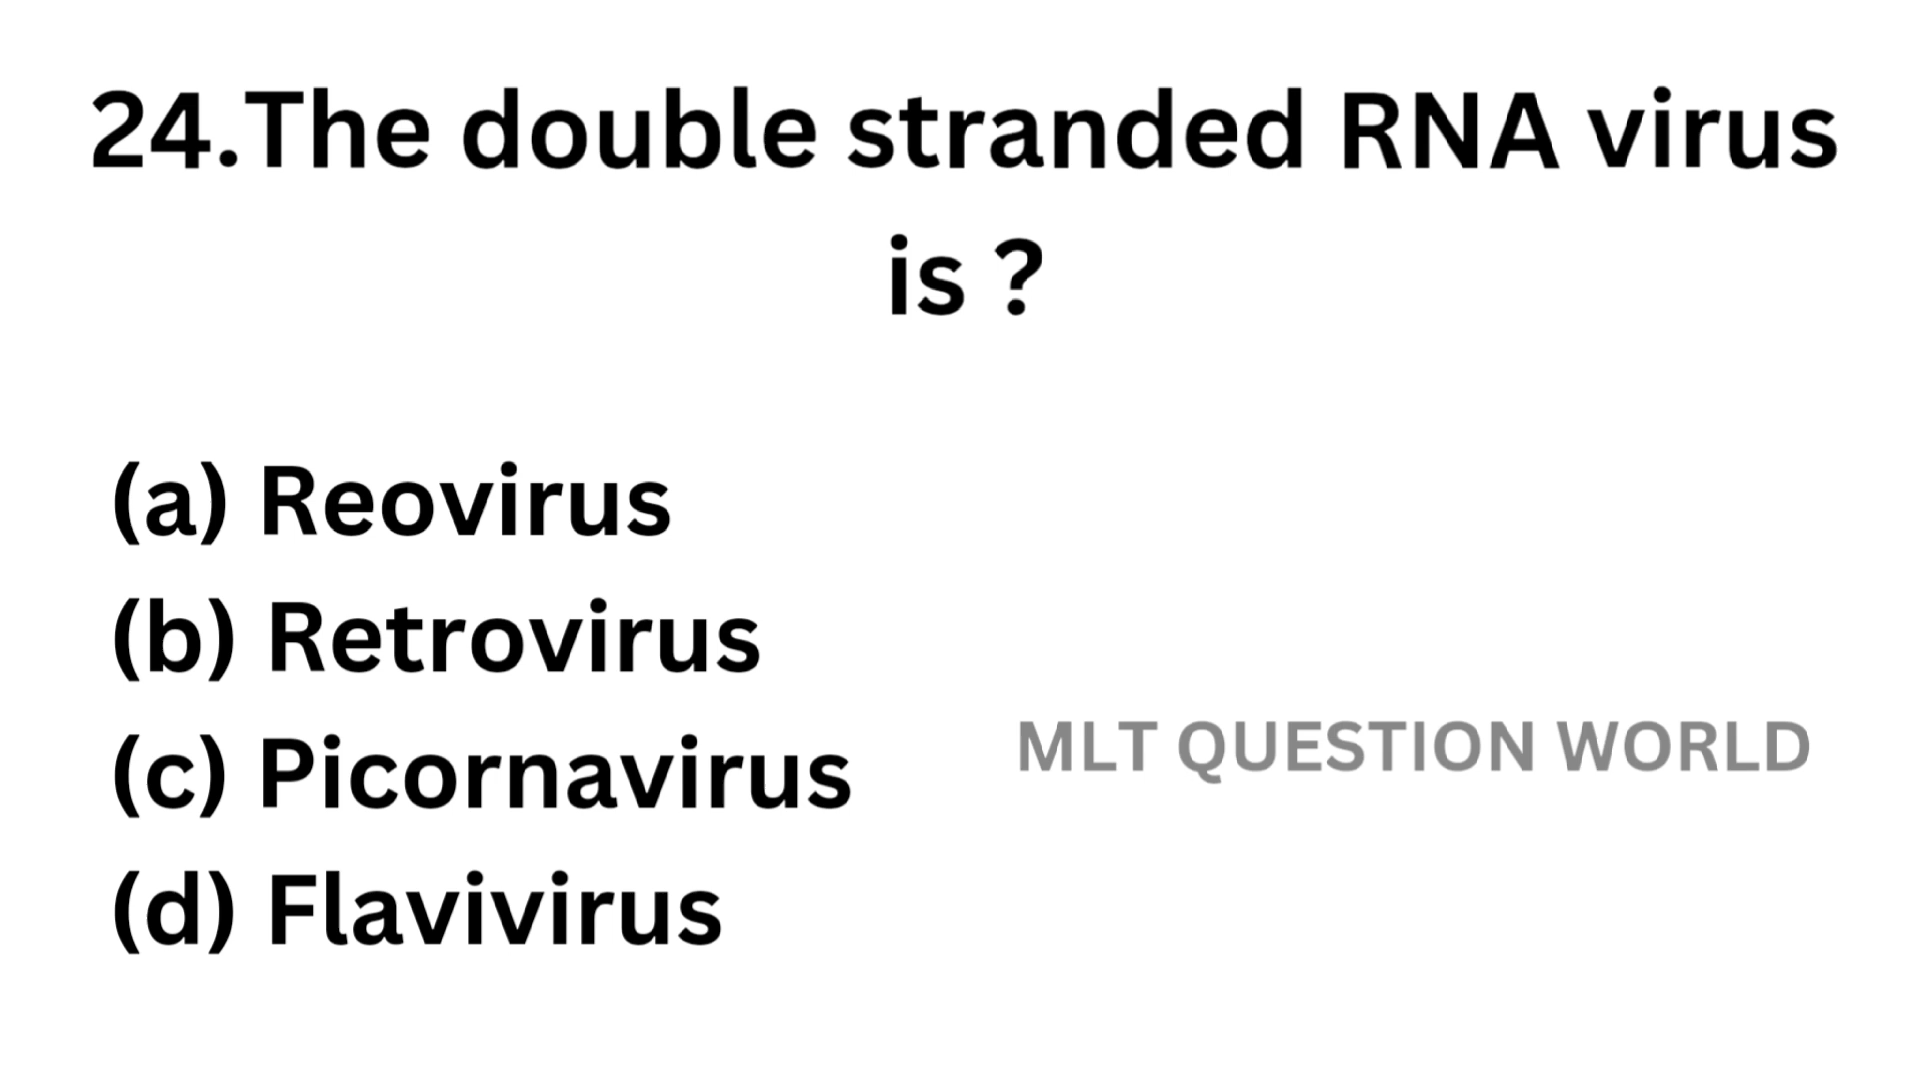 24.The double stranded RNA virus
is ?
(a) Reovirus
(b) Retrovirus
(c) Picornavirus
MLT QUESTION WORLD
(d) Flavivirus